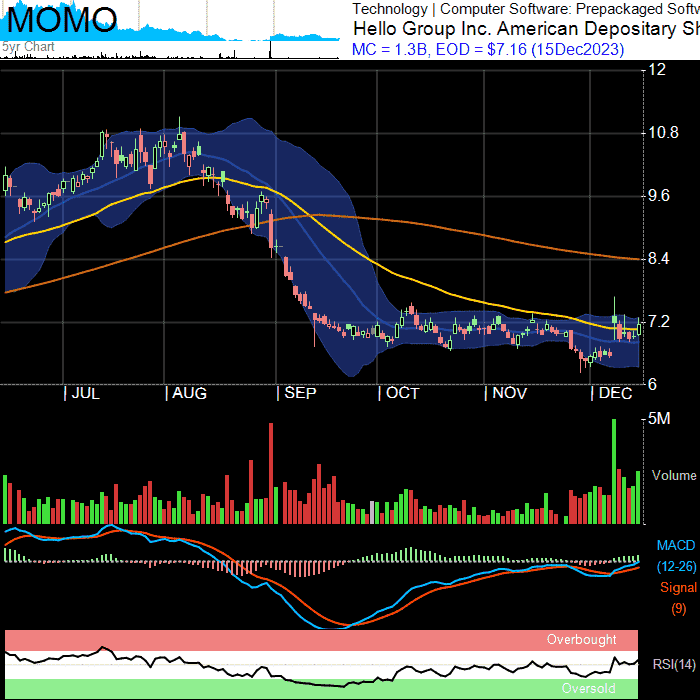 MOMO
5yr Chart
Technology | Computer Software: Prepackaged Softw
Hello Group Inc. American Depositary Sh
MC = 1.3B, EOD = $7.16 (15Dec2023)
12
10.8
9.6
8.4
7.2
6
| JUL | AUG | SEP | OCT | NOV | DEC
5M
Volume
MACD
(12-26)
Signal
(9)
Overbought
RSI(14)
Oversold